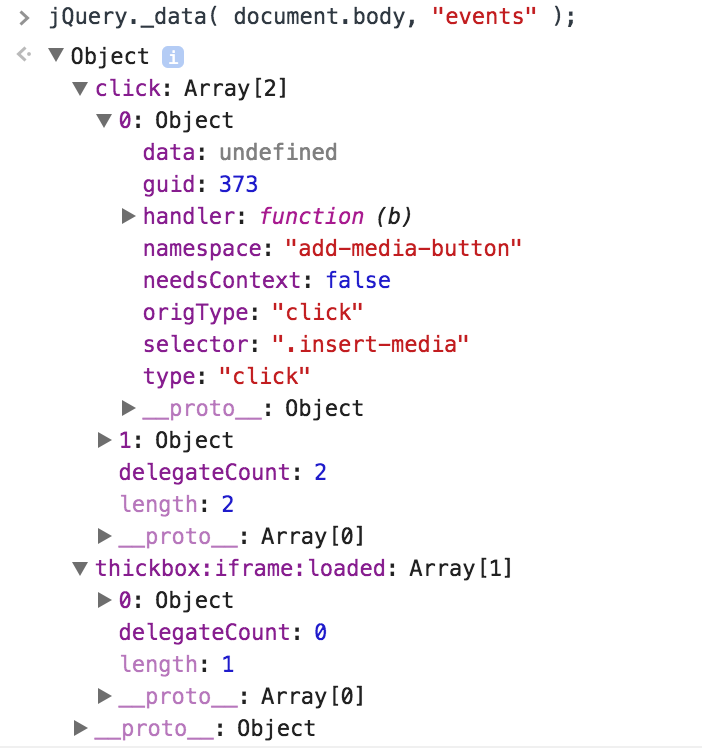 > jQuery._data( document.body, "events" );
Object i
click: Array[2]
0: Object
data: undefined
guid: 373
handler: function (b)
namespace: "add-media-button"
needsContext: false
origType: "click"
selector: ".insert-media"
type: "click"
__proto__: Object
1: Object
delegateCount: 2
length: 2
__proto__: Array[0]
thickbox:iframe:loaded: Array[1]
0: Object
delegateCount: 0
length: 1
__proto__: Array[0]
__proto__: Object